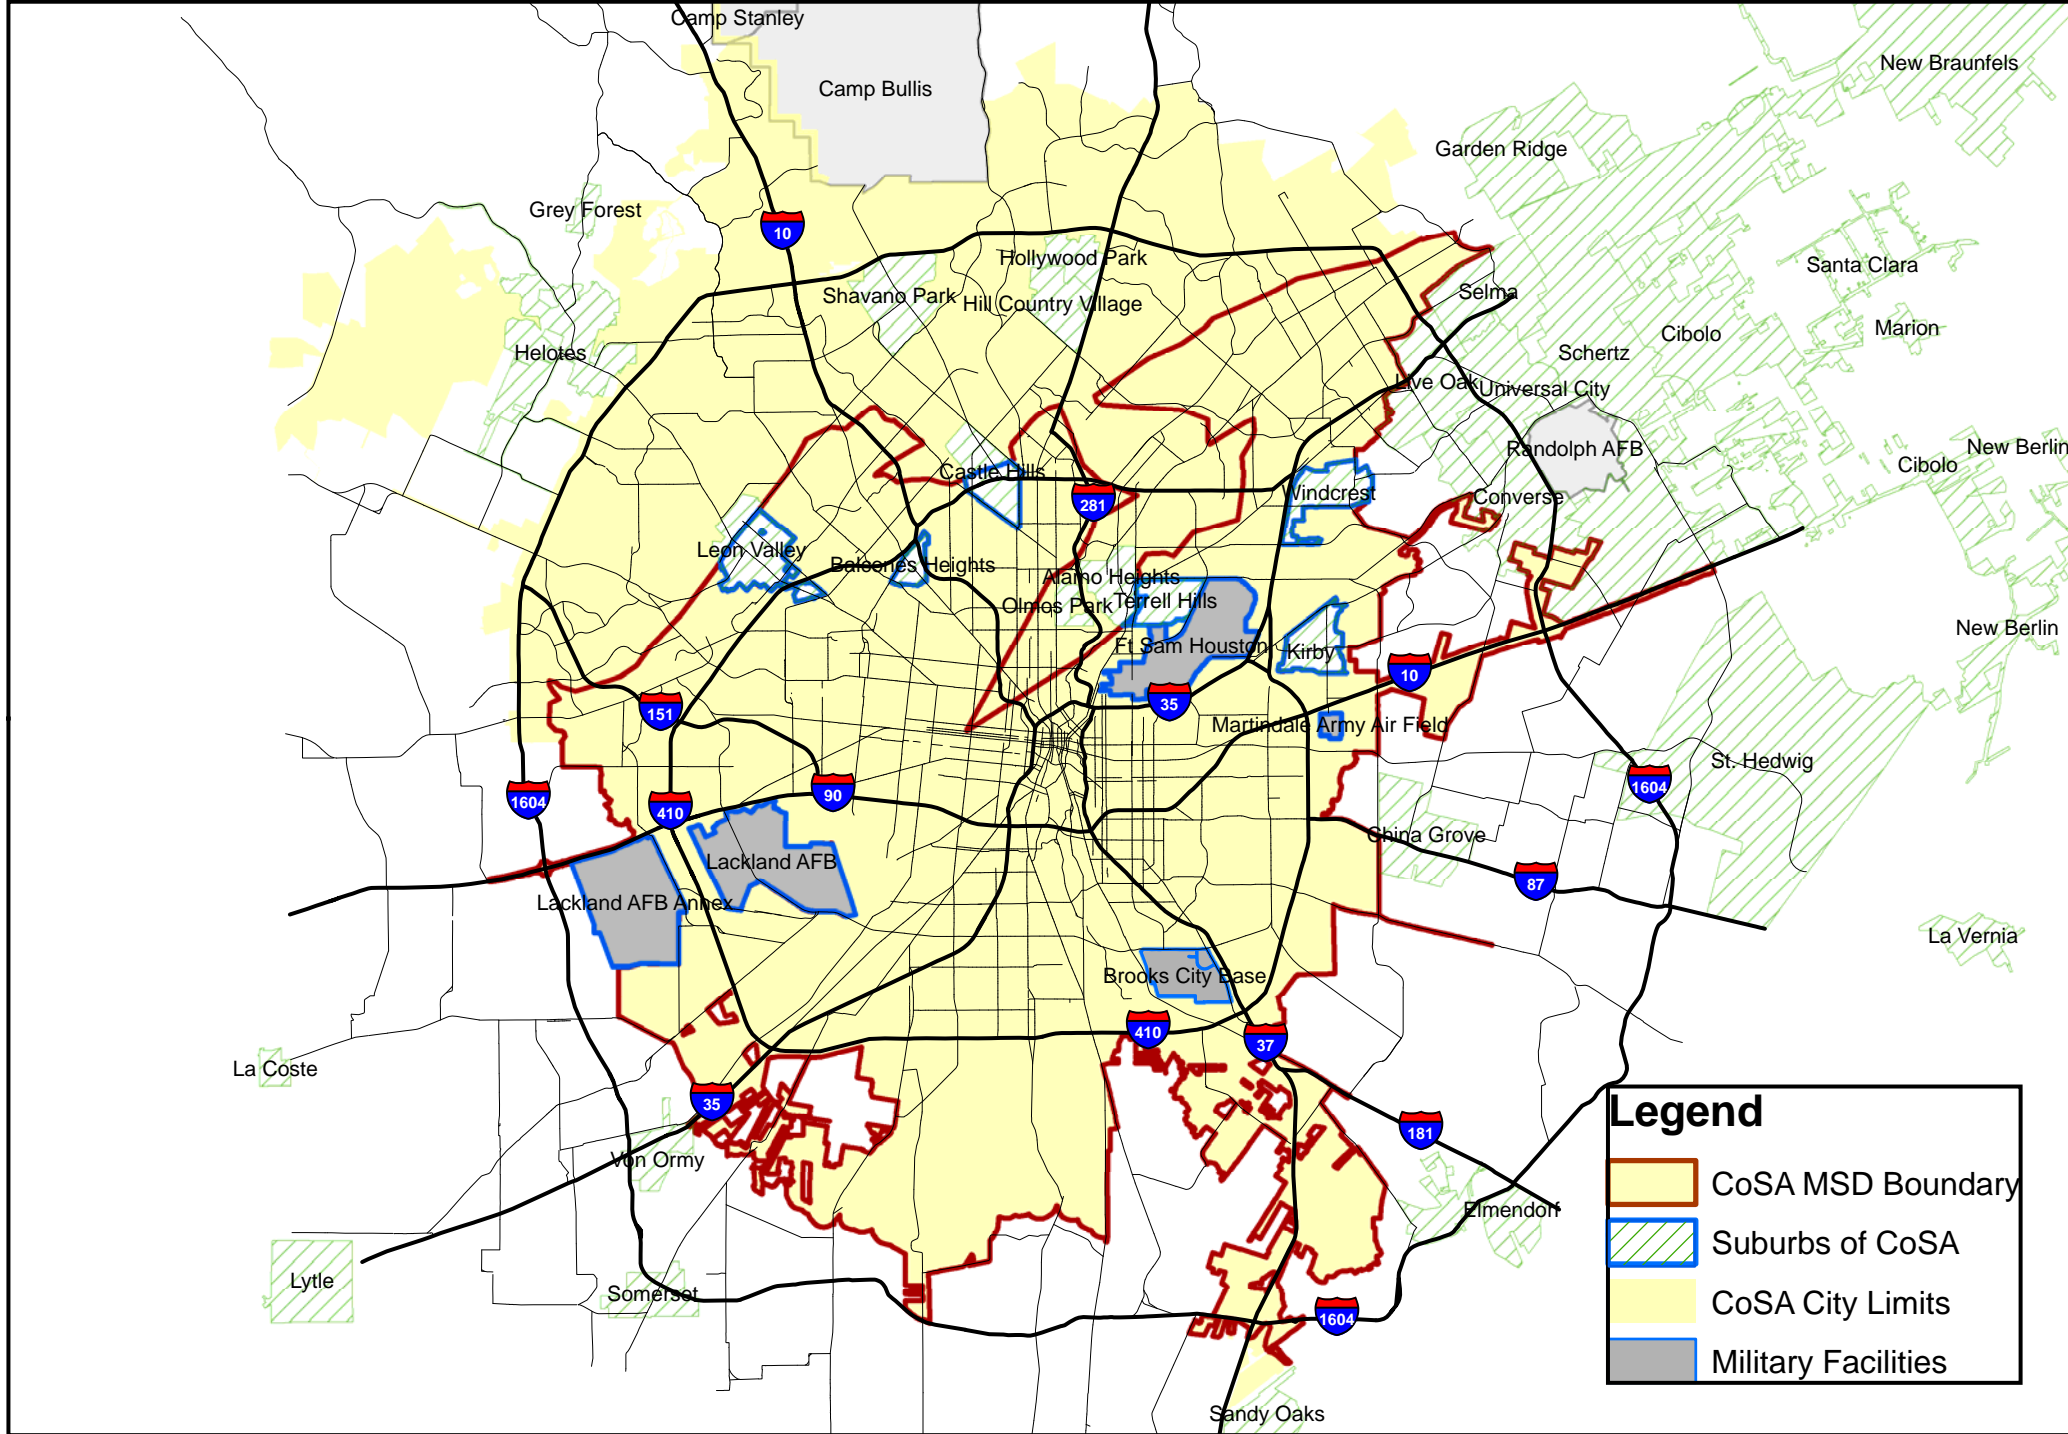 Camp Stanley
New Braunfels
Camp Bullis
Garden Ridge
Grey Forest
10
Hollywood Park
Santa Clara
Shavano Park
Hill Country Village
Selma
Marion
Cibolo
Helotes
Schertz
Live Oak
Universal City
Randolph AFB
New Berlin
Castle Hills
Cibolo
Windcrest
Converse
281
Leon Valley
Balcones Heights
Alamo Heights
Olmos Park
Terrell Hills
New Berlin
Ft Sam Houston
Kirby
10
35
151
Martindale Army Air Field
St. Hedwig
1604
90
1604
410
China Grove
Lackland AFB
87
Lackland AFB Annex
La Vernia
Brooks City Base
410
37
La Coste
35
Legend
181
Von Ormy
CoSA MSD Boundary
Elmendorf
Suburbs of CoSA
Lytle
Somerset
CoSA City Limits
1604
Military Facilities
Sandy Oaks